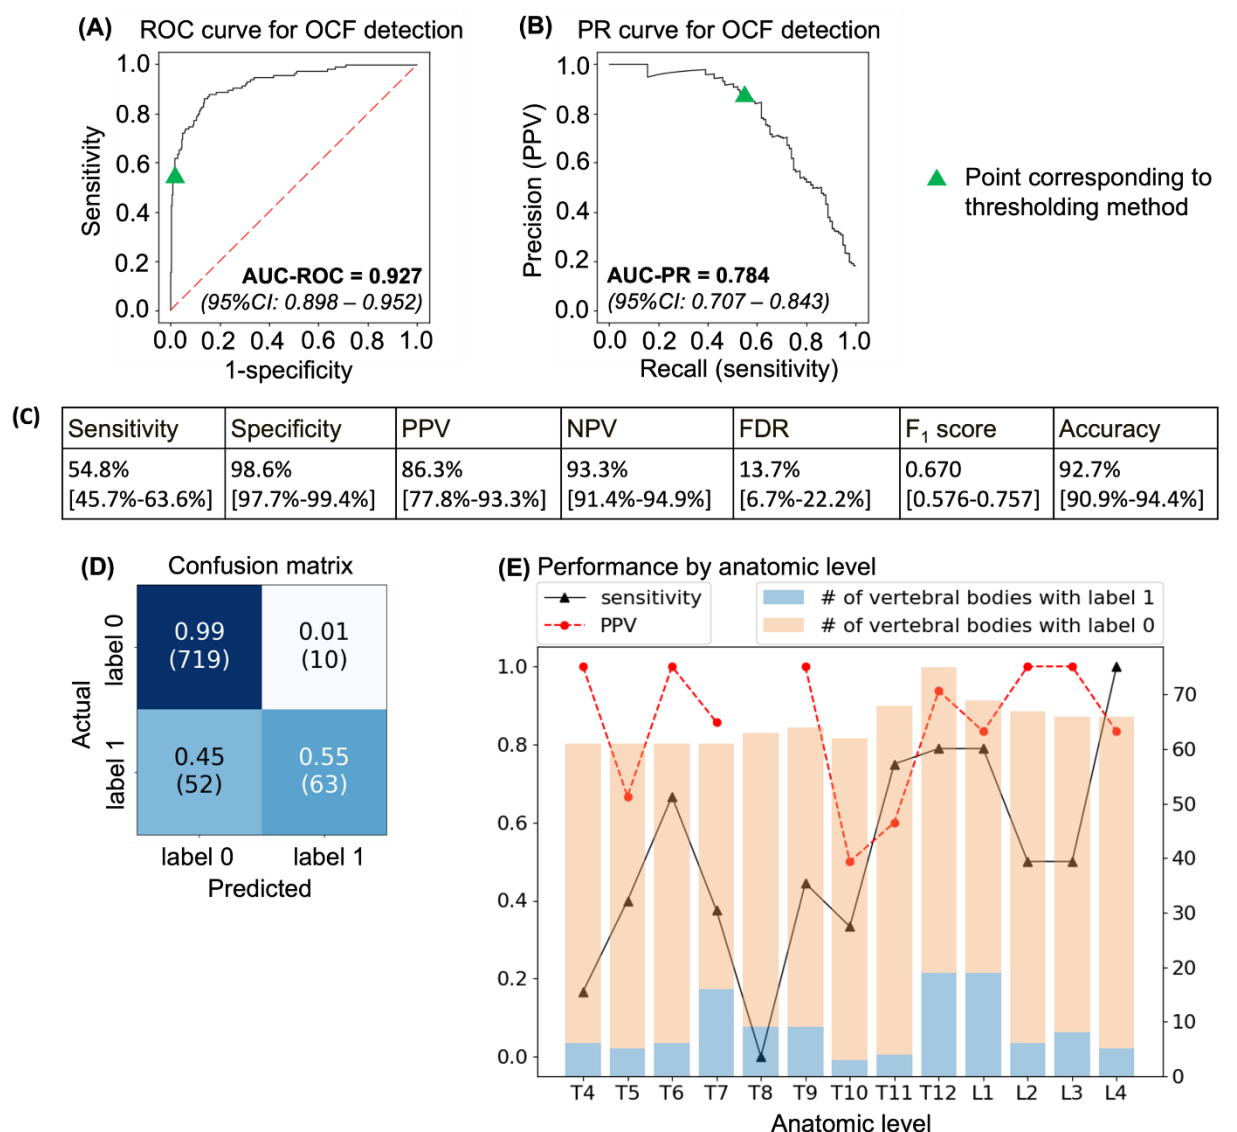 (A) ROC curve for OCF detection
Sensitivity
1.0
0.8
0.6
0.4
0.2
0.0
AUC-ROC = 0.927
(95%CI: 0.898 – 0.952)
0.0 0.2 0.4 0.6 0.8 1.0
1-specificity
(B) PR curve for OCF detection
Precision (PPV)
1.0
0.8
0.6
0.4
0.2
0.0
AUC-PR = 0.784
(95%CI: 0.707 – 0.843)
0.0 0.2 0.4 0.6 0.8 1.0
Recall (sensitivity)
Point corresponding to
thresholding method
(C)
Sensitivity Specificity PPV NPV FDR F1 score Accuracy
54.8% 98.6% 86.3% 93.3% 13.7% 0.670 92.7%
[45.7%-63.6%] [97.7%-99.4%] [77.8%-93.3%] [91.4%-94.9%] [6.7%-22.2%] [0.576-0.757] [90.9%-94.4%]
(D) Confusion matrix
Actual
label 0
label 1
0.99 0.01
(719) (10)
0.45 0.55
(52) (63)
label 0 label 1
Predicted
(E) Performance by anatomic level
sensitivity
PPV
# of vertebral bodies with label 1
# of vertebral bodies with label 0
1.0
0.8
0.6
0.4
0.2
0.0
70
60
50
40
30
20
10
0
T4 T5 T6 T7 T8 T9 T10 T11 T12 L1 L2 L3 L4
Anatomic level